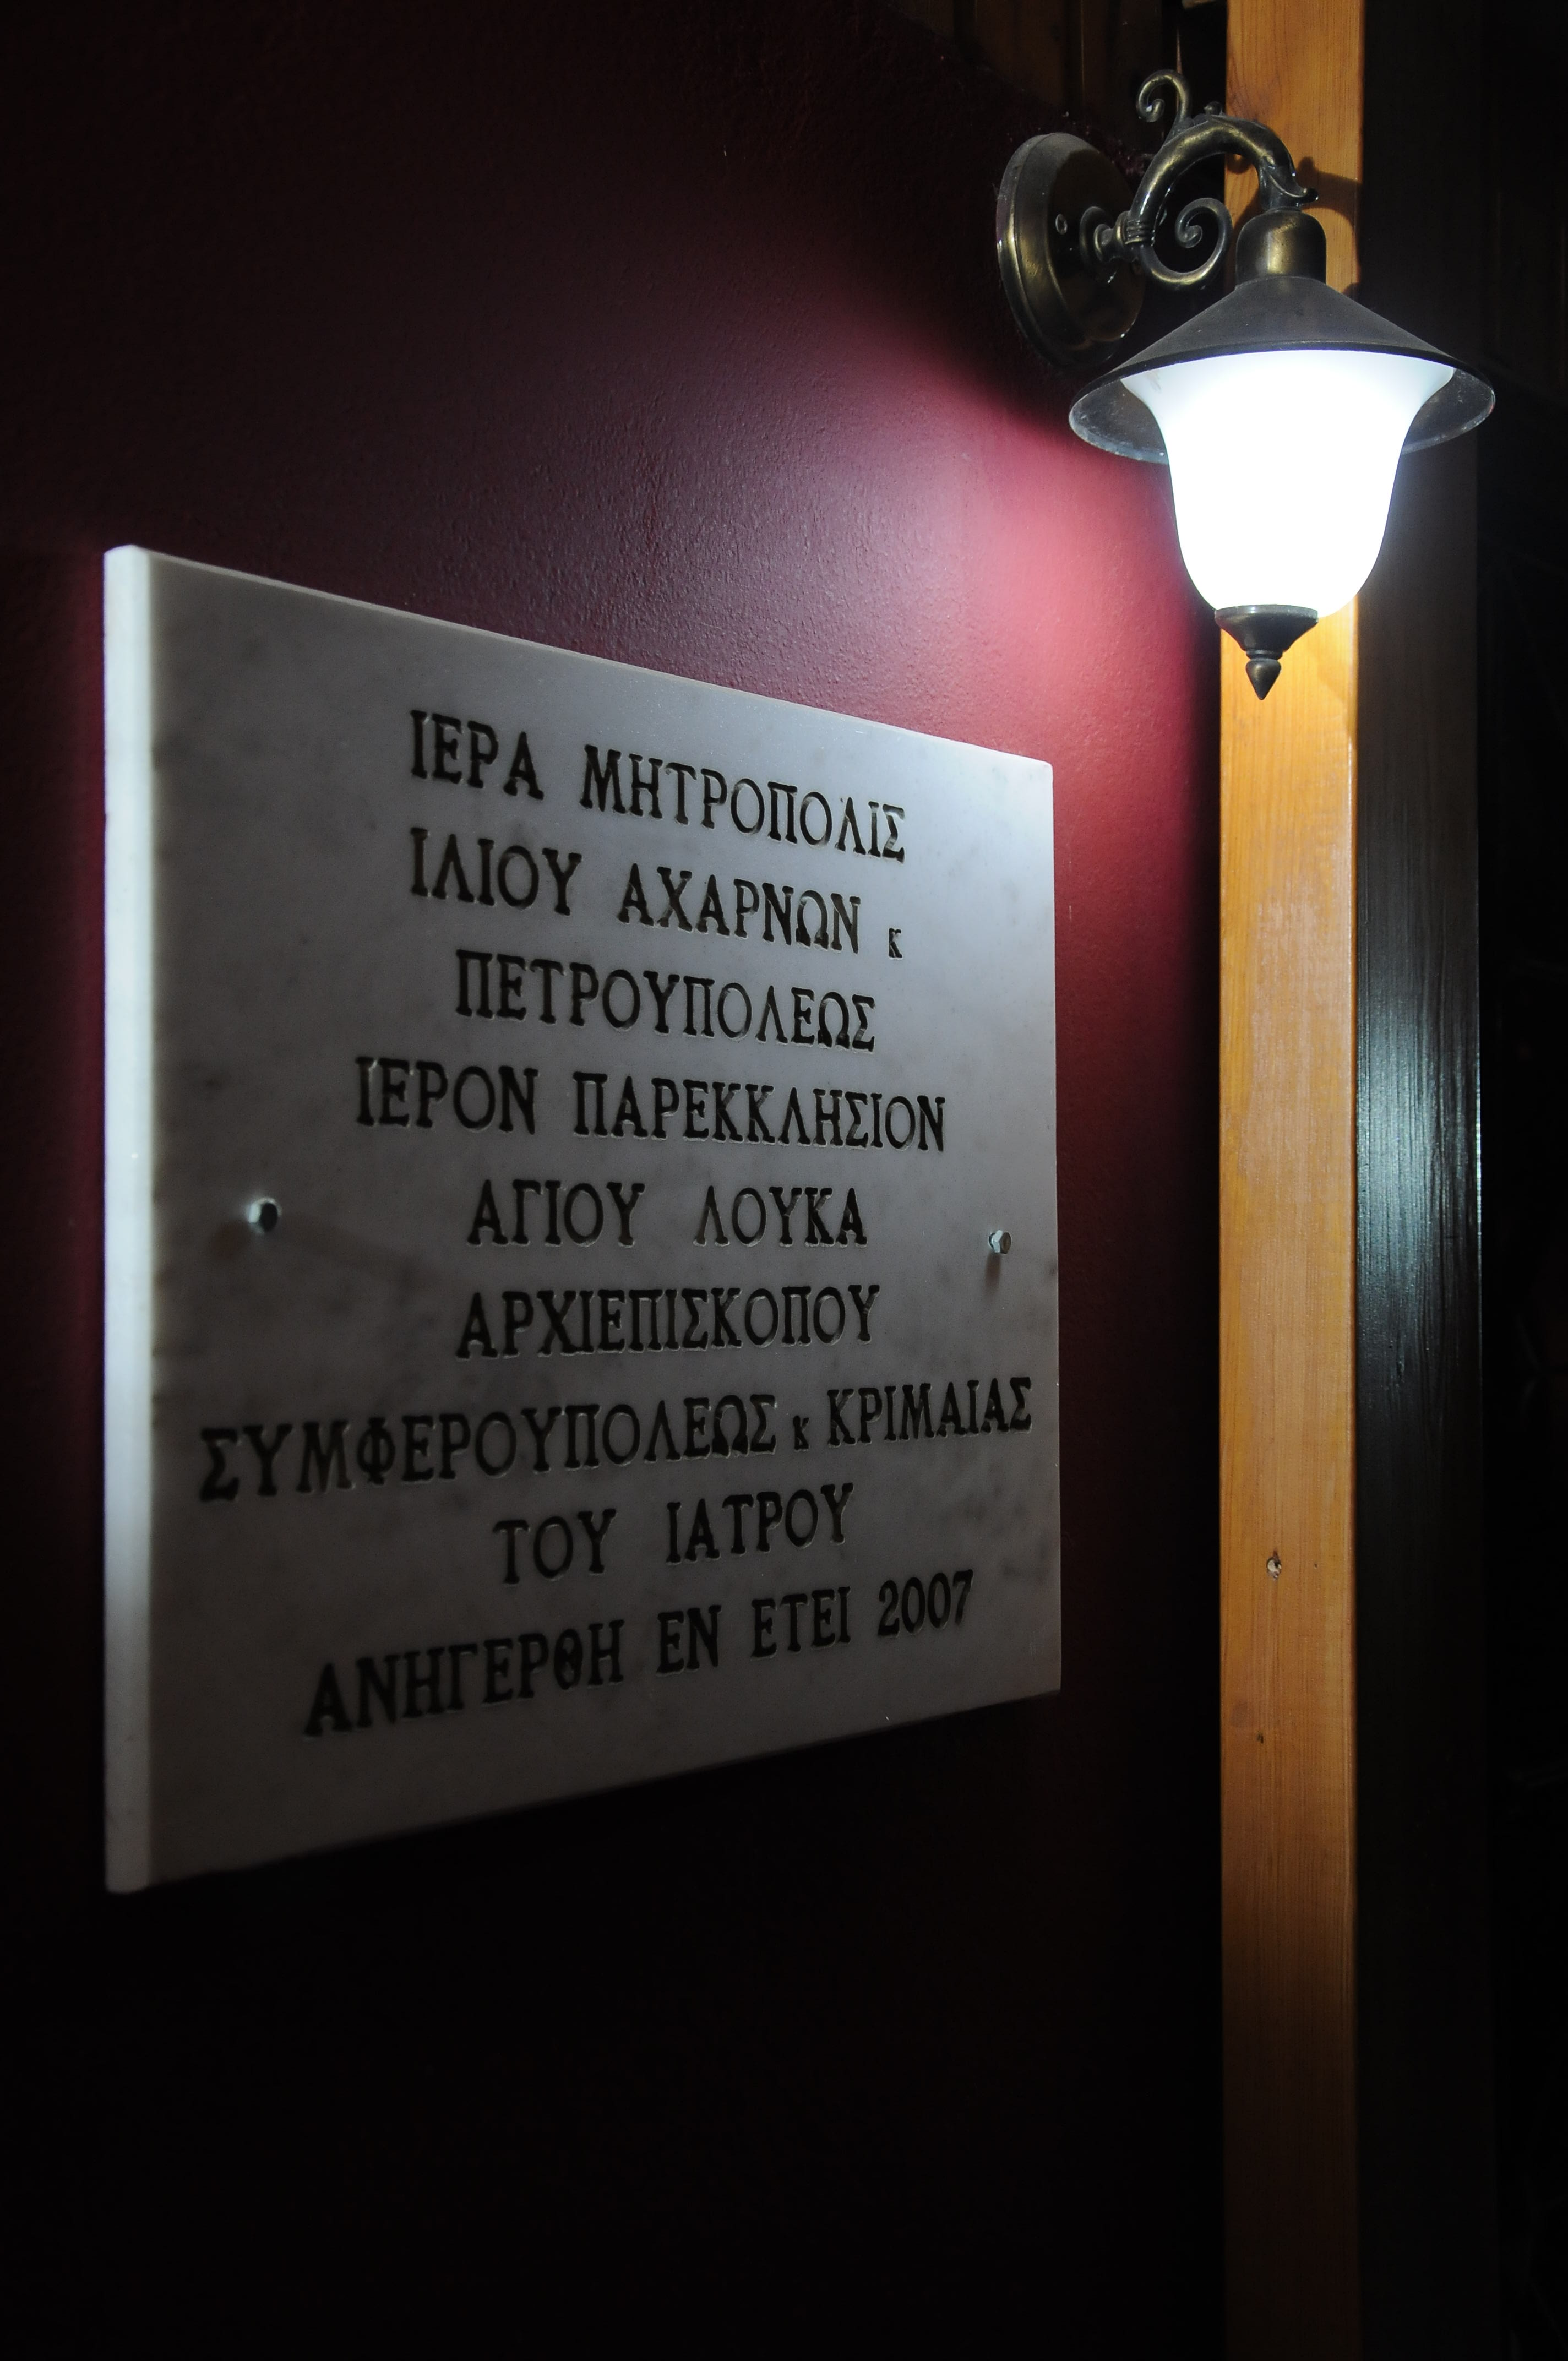 ΙΕΡΑ ΜΗΤΡΟΠΟΛΙΣ
ΙΛΙΟΥ ΑΧΑΡΝΩΝ κ
ΠΕΤΡΟΥΠΟΛΕΩΣ
ΙΕΡΟΝ ΠΑΡΕΚΚΛΗΣΙΟΝ
ΑΓΙΟΥ ΛΟΥΚΑ
ΑΡΧΙΕΠΙΣΚΟΠΟΥ
ΣΥΜΦΕΡΟΥΠΟΛΕΩΣ κ ΚΡΙΜΑΙΑΣ
ΤΟΥ ΙΑΤΡΟΥ
ΑΝΗΓΕΡΘΗ ΕΝ ΕΤΕΙ 2007